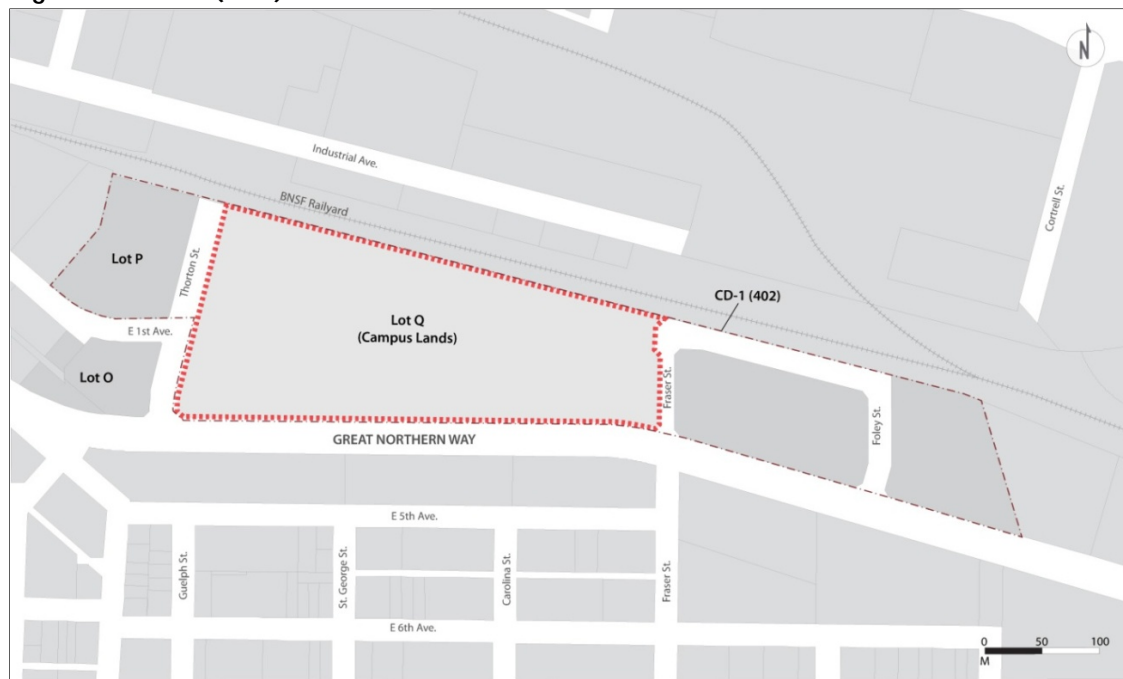 N
Industrial Ave.
Cortrell St.
BNSF Railyard
Lot P
Thorton St.
CD-1 (402)
Lot Q
(Campus Lands)
E 1st Ave.
Lot O
Fraser St.
Foley St.
GREAT NORTHERN WAY
E 5th Ave.
Guelph St.
St. George St.
Carolina St.
Fraser St.
E 6th Ave.
0 50 100
M